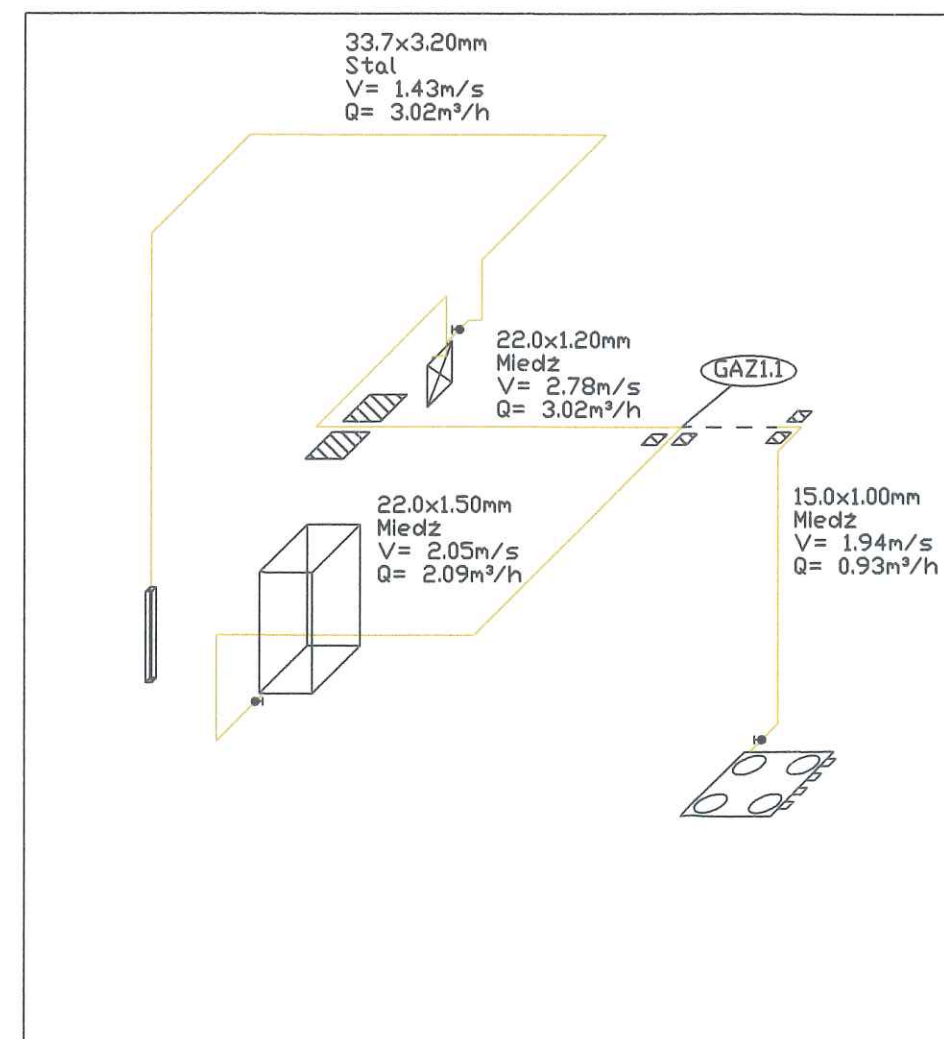 33.7x3.20mm
Stal
V= 1.43m/s
Q= 3.02m³/h
22.0x1.20mm
Miedź
V= 2.78m/s
Q= 3.02m³/h
GAZ1.1
22.0x1.50mm
Miedź
V= 2.05m/s
Q= 2.09m³/h
15.0x1.00mm
Miedź
V= 1.94m/s
Q= 0.93m³/h